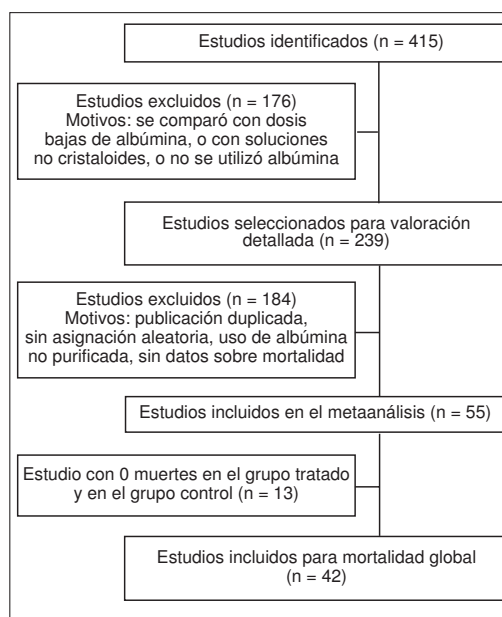 Estudios identificados (n = 415)
Estudios excluidos (n = 176)
Motivos: se comparó con dosis
bajas de albúmina, o con soluciones
no cristaloides, o no se utilizó albúmina
Estudios seleccionados para valoración
detallada (n = 239)
Estudios excluidos (n = 184)
Motivos: publicación duplicada,
sin asignación aleatoria, uso de albúmina
no purificada, sin datos sobre mortalidad
Estudios incluidos en el metaanálisis (n = 55)
Estudio con 0 muertes en el grupo tratado
y en el grupo control (n = 13)
Estudios incluidos para mortalidad global
(n = 42)